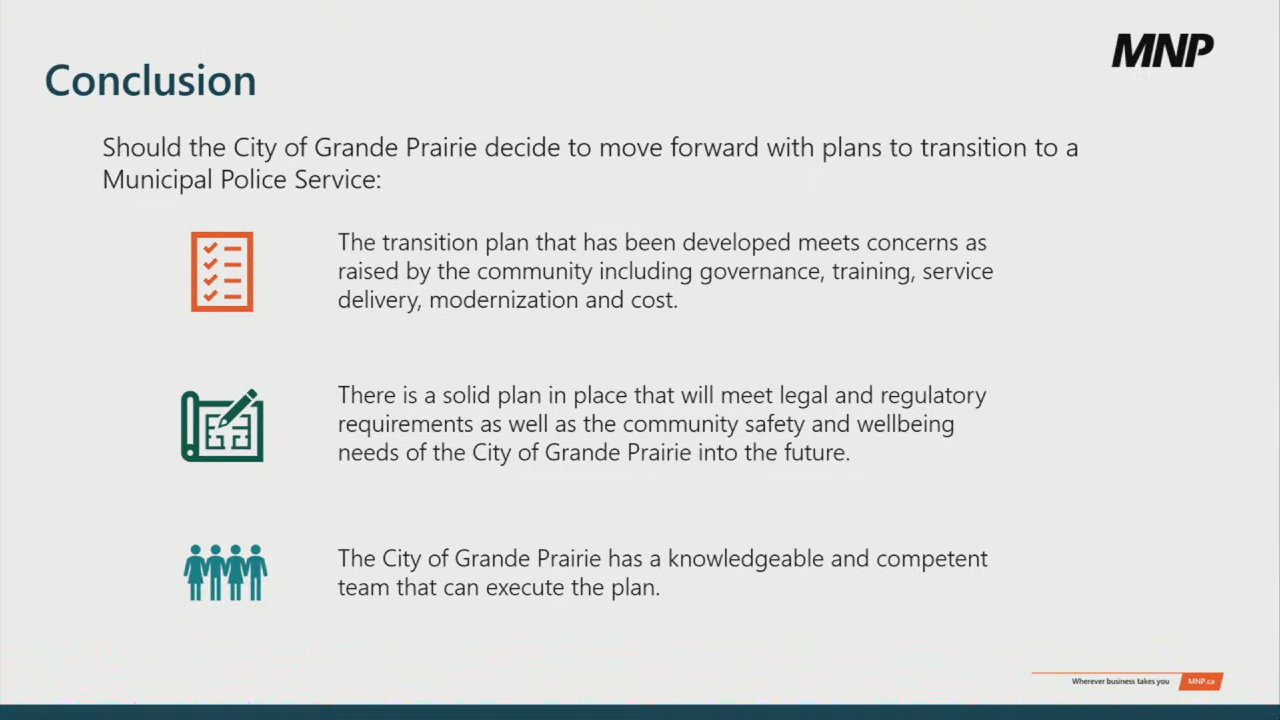 MNP
Conclusion
Should the City of Grande Prairie decide to move forward with plans to transition to a
Municipal Police Service:
The transition plan that has been developed meets concerns as
raised by the community including governance, training, service
delivery, modernization and cost.
There is a solid plan in place that will meet legal and regulatory
requirements as well as the community safety and wellbeing
needs of the City of Grande Prairie into the future.
The City of Grande Prairie has a knowledgeable and competent
team that can execute the plan.
Wherever business takes you
MNP.ca